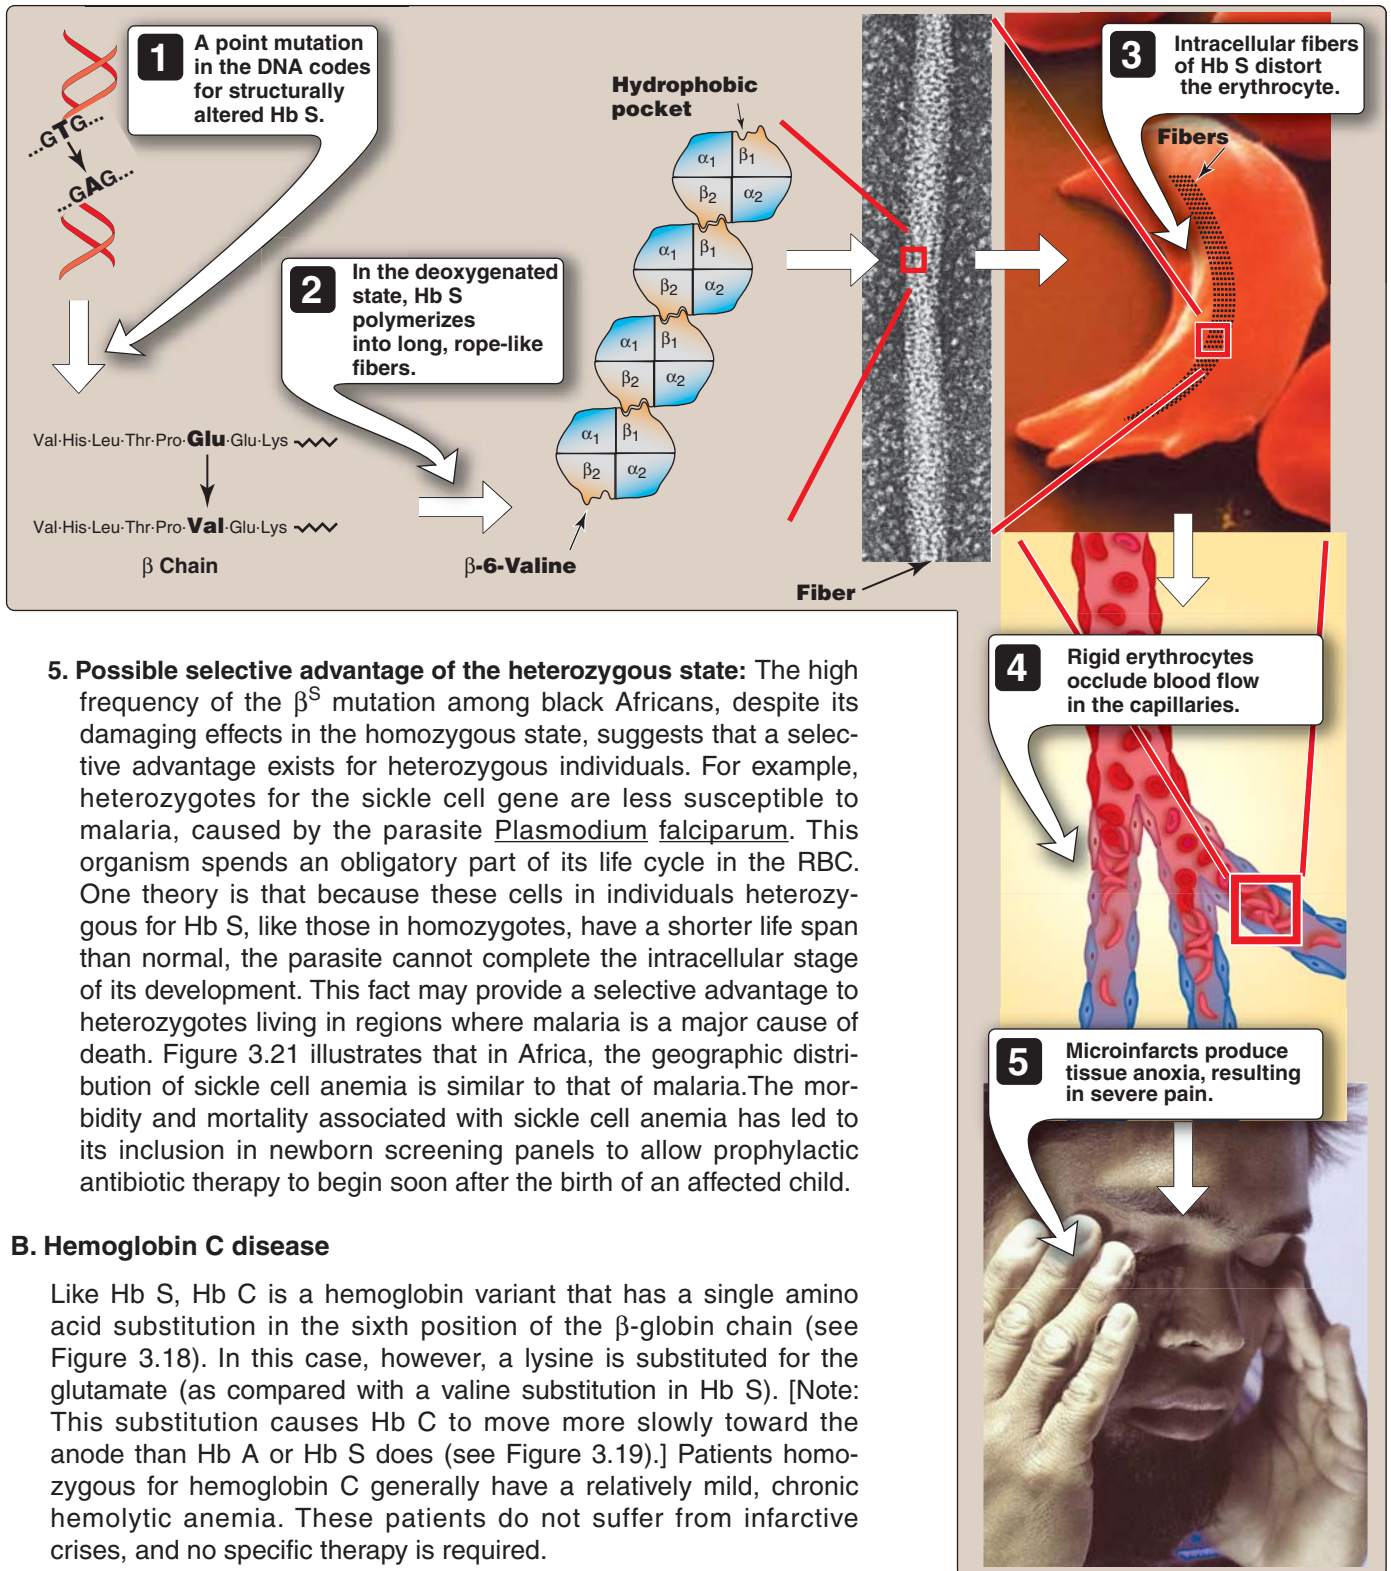 1
A point mutation
in the DNA codes
for structurally
altered Hb S.
...GTG...
...GAG...
2
In the deoxygenated
state, Hb S
polymerizes
into long, rope-like
fibers.
Val·His·Leu·Thr·Pro·Glu·Glu·Lys
Val·His·Leu·Thr·Pro·Val·Glu·Lys
β Chain
Hydrophobic
pocket
α1 β1
β2 α2
α1 β1
β2 α2
α1 β1
β2 α2
α1 β1
β2 α2
β-6-Valine
Fiber
3
Intracellular fibers
of Hb S distort
the erythrocyte.
Fibers
4
Rigid erythrocytes
occlude blood flow
in the capillaries.
5
Microinfarcts produce
tissue anoxia, resulting
in severe pain.
5. Possible selective advantage of the heterozygous state: The high
frequency of the βS mutation among black Africans, despite its
damaging effects in the homozygous state, suggests that a selec-
tive advantage exists for heterozygous individuals. For example,
heterozygotes for the sickle cell gene are less susceptible to
malaria, caused by the parasite Plasmodium falciparum. This
organism spends an obligatory part of its life cycle in the RBC.
One theory is that because these cells in individuals heterozy-
gous for Hb S, like those in homozygotes, have a shorter life span
than normal, the parasite cannot complete the intracellular stage
of its development. This fact may provide a selective advantage to
heterozygotes living in regions where malaria is a major cause of
death. Figure 3.21 illustrates that in Africa, the geographic distri-
bution of sickle cell anemia is similar to that of malaria.The mor-
bidity and mortality associated with sickle cell anemia has led to
its inclusion in newborn screening panels to allow prophylactic
antibiotic therapy to begin soon after the birth of an affected child.
B. Hemoglobin C disease
Like Hb S, Hb C is a hemoglobin variant that has a single amino
acid substitution in the sixth position of the β-globin chain (see
Figure 3.18). In this case, however, a lysine is substituted for the
glutamate (as compared with a valine substitution in Hb S). [Note:
This substitution causes Hb C to move more slowly toward the
anode than Hb A or Hb S does (see Figure 3.19).] Patients homo-
zygous for hemoglobin C generally have a relatively mild, chronic
hemolytic anemia. These patients do not suffer from infarctive
crises, and no specific therapy is required.